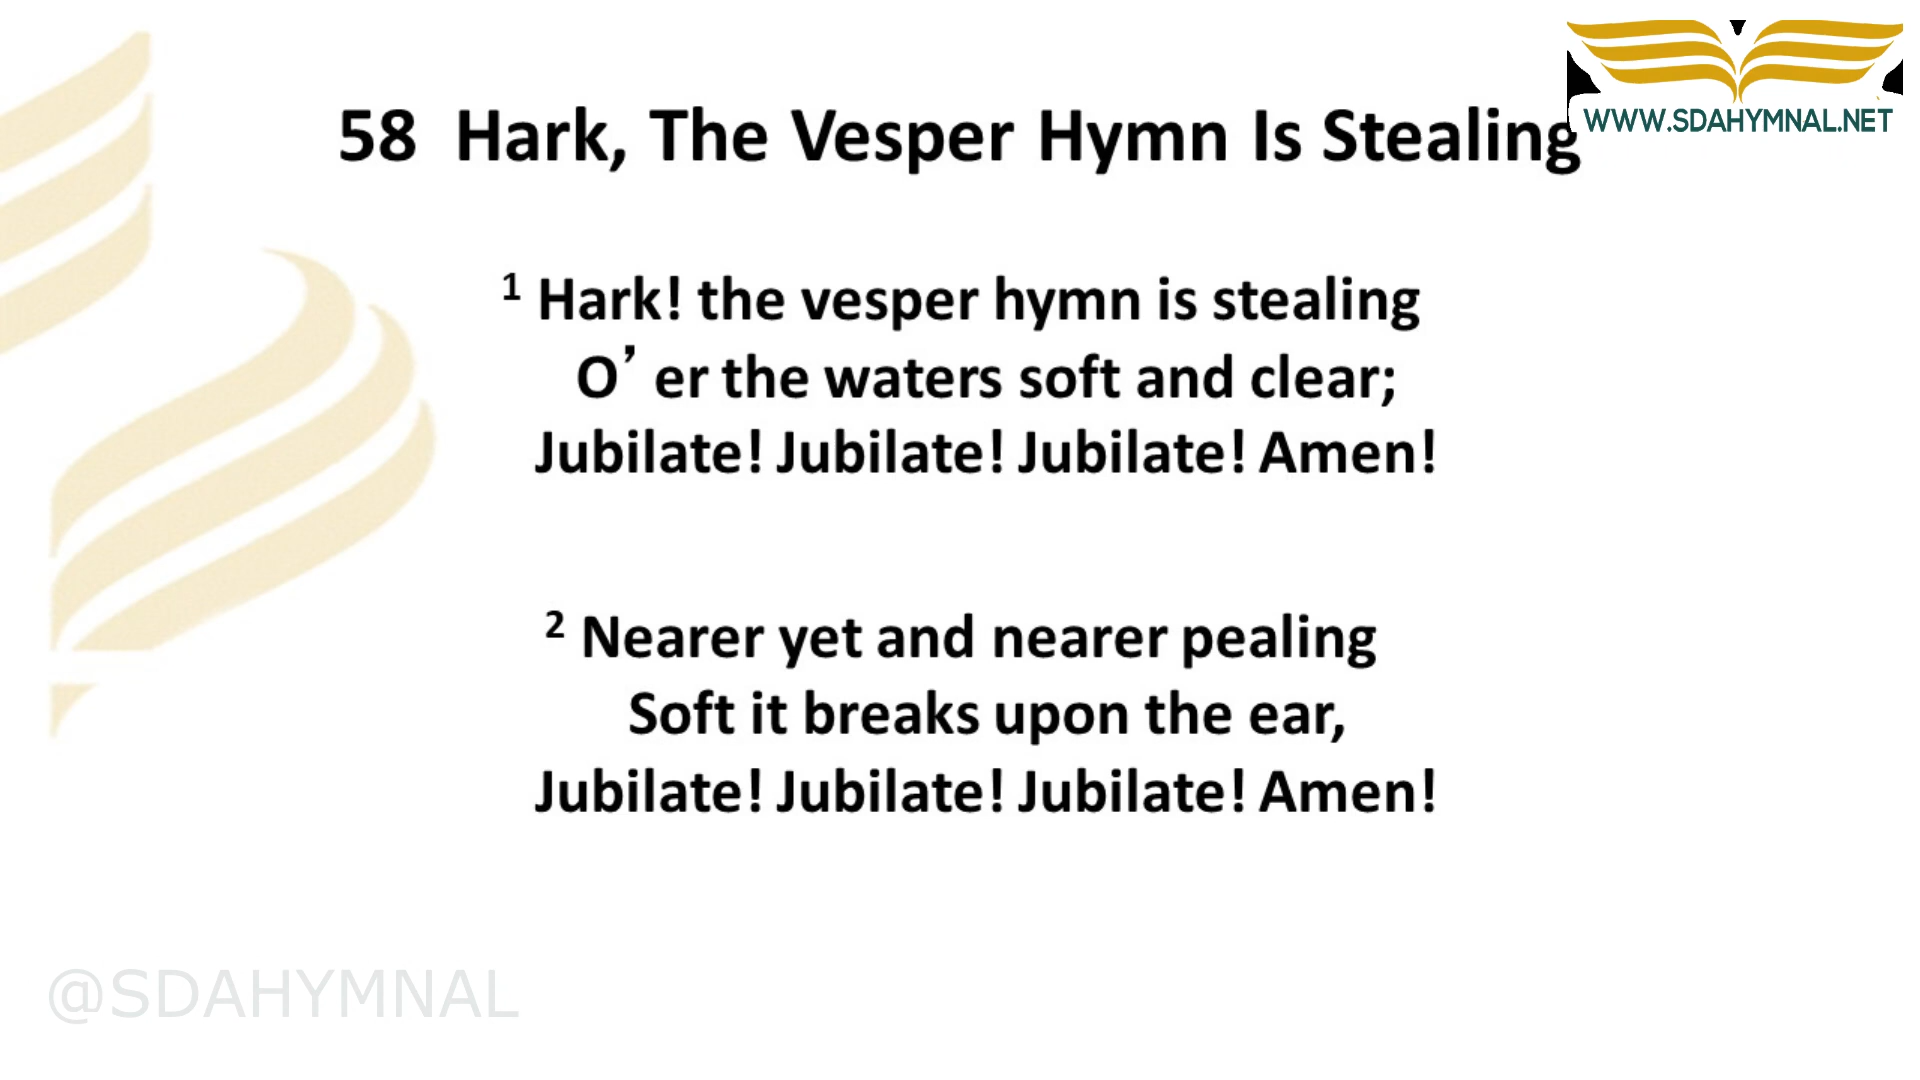 WWW.SDAHYMNAL.NET
58 Hark, The Vesper Hymn Is Stealing
1 Hark! the vesper hymn is stealing
O’ er the waters soft and clear;
Jubilate! Jubilate! Jubilate! Amen!
2 Nearer yet and nearer pealing
Soft it breaks upon the ear,
Jubilate! Jubilate! Jubilate! Amen!
@SDAHYMNAL